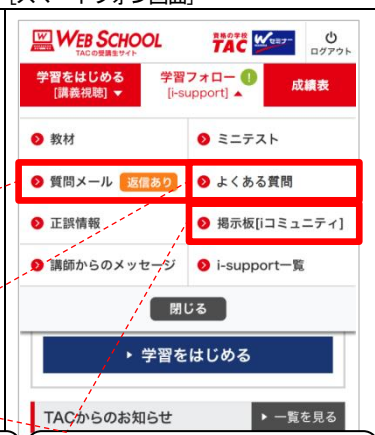 [スマートフォン画面]
WEB SCHOOL
TACの受講生サイト
資格の学校
TAC Wセミナー
ログアウト
学習をはじめる
[講義視聴] ▼
学習フォロー !
[i-support] ▲
成績表
教材
ミニテスト
質問メール 返信あり
よくある質問
正誤情報
掲示板[iコミュニティ]
講師からのメッセージ
i-support一覧
閉じる
学習をはじめる
TACからのお知らせ
一覧を見る